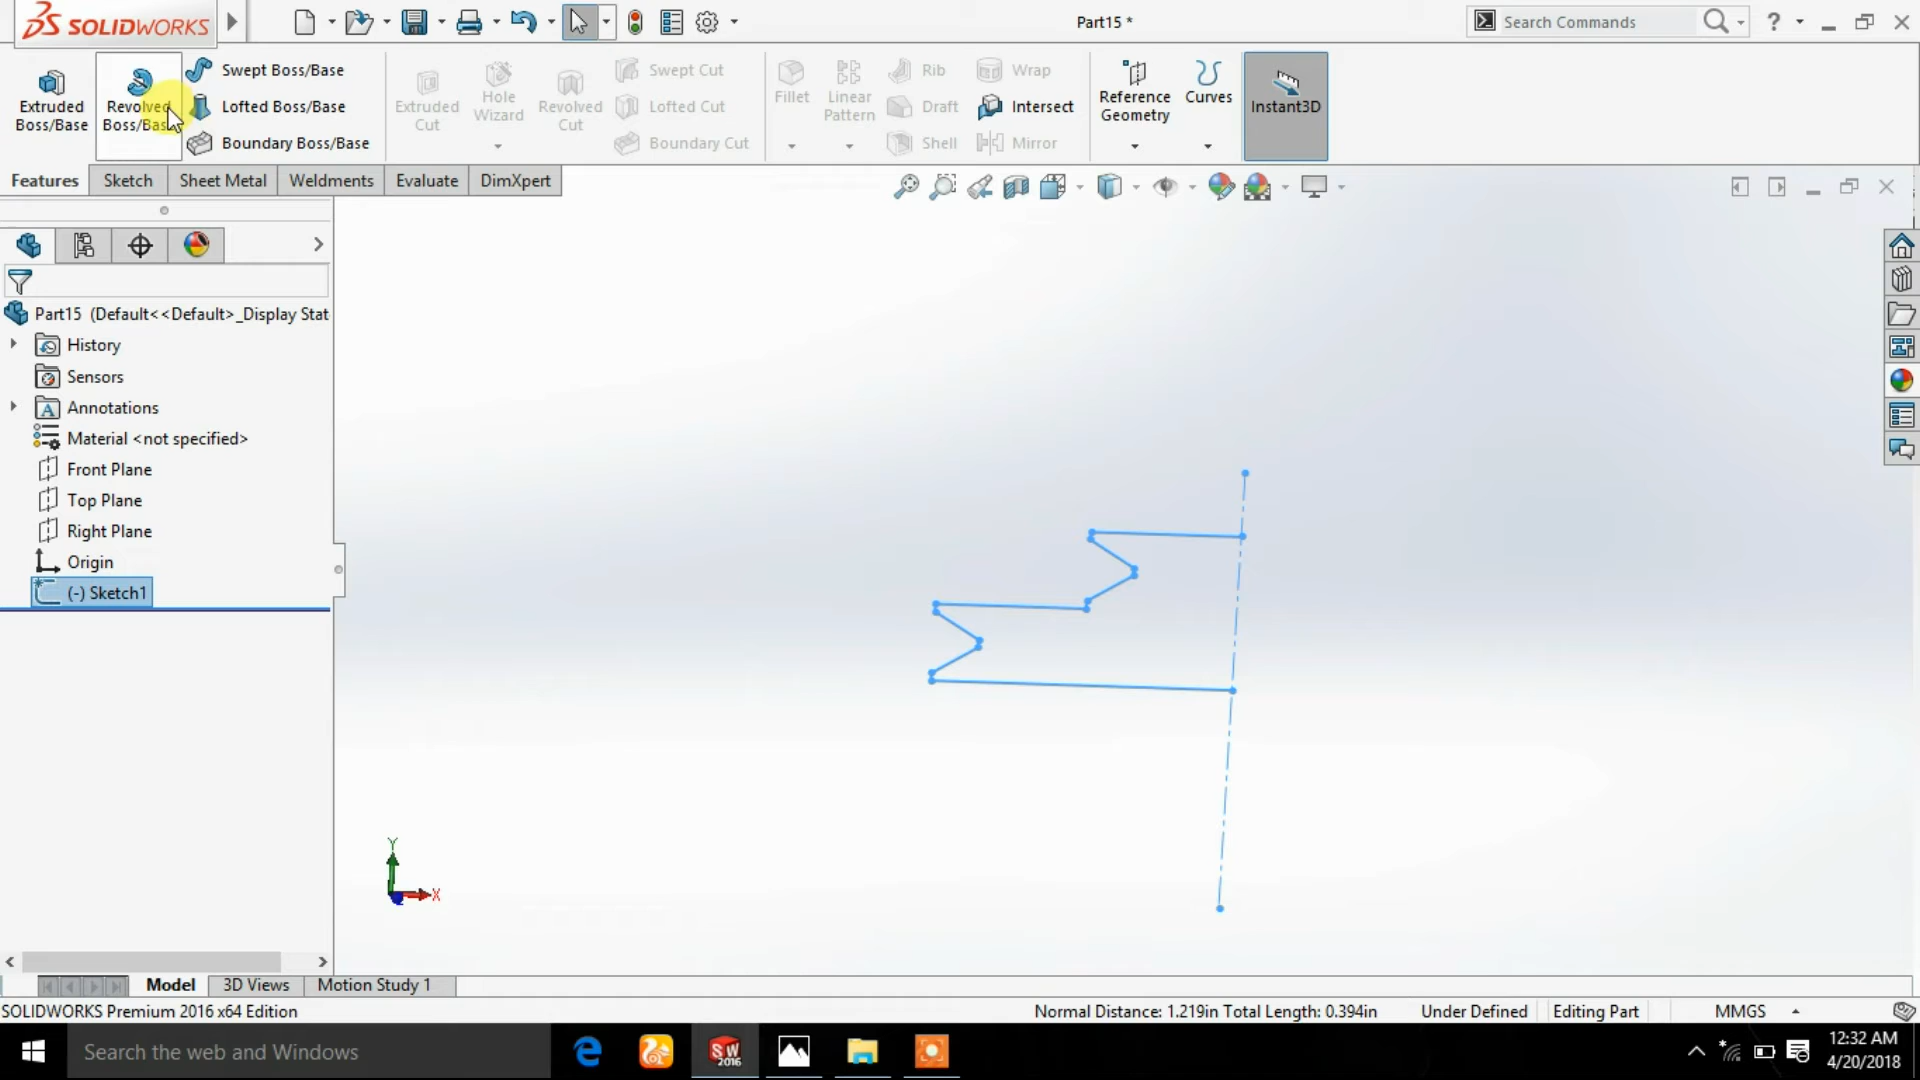 SOLIDWORKS
Part15 *
Search Commands
?
Extruded
Boss/Base
Revolved
Boss/Base
Swept Boss/Base
Lofted Boss/Base
Boundary Boss/Base
Extruded
Cut
Hole
Wizard
Revolved
Cut
Swept Cut
Lofted Cut
Boundary Cut
Fillet
Linear
Pattern
Rib
Draft
Shell
Wrap
Intersect
Mirror
Reference
Geometry
Curves
Instant3D
Features
Sketch
Sheet Metal
Weldments
Evaluate
DimXpert
Part15 (Default<<Default>_Display Stat
History
Sensors
Annotations
Material <not specified>
Front Plane
Top Plane
Right Plane
Origin
(-) Sketch1
Y
X
Model
3D Views
Motion Study 1
SOLIDWORKS Premium 2016 x64 Edition
Normal Distance: 1.219in Total Length: 0.394in
Under Defined
Editing Part
MMGS
Search the web and Windows
SW
2016
12:32 AM
4/20/2018